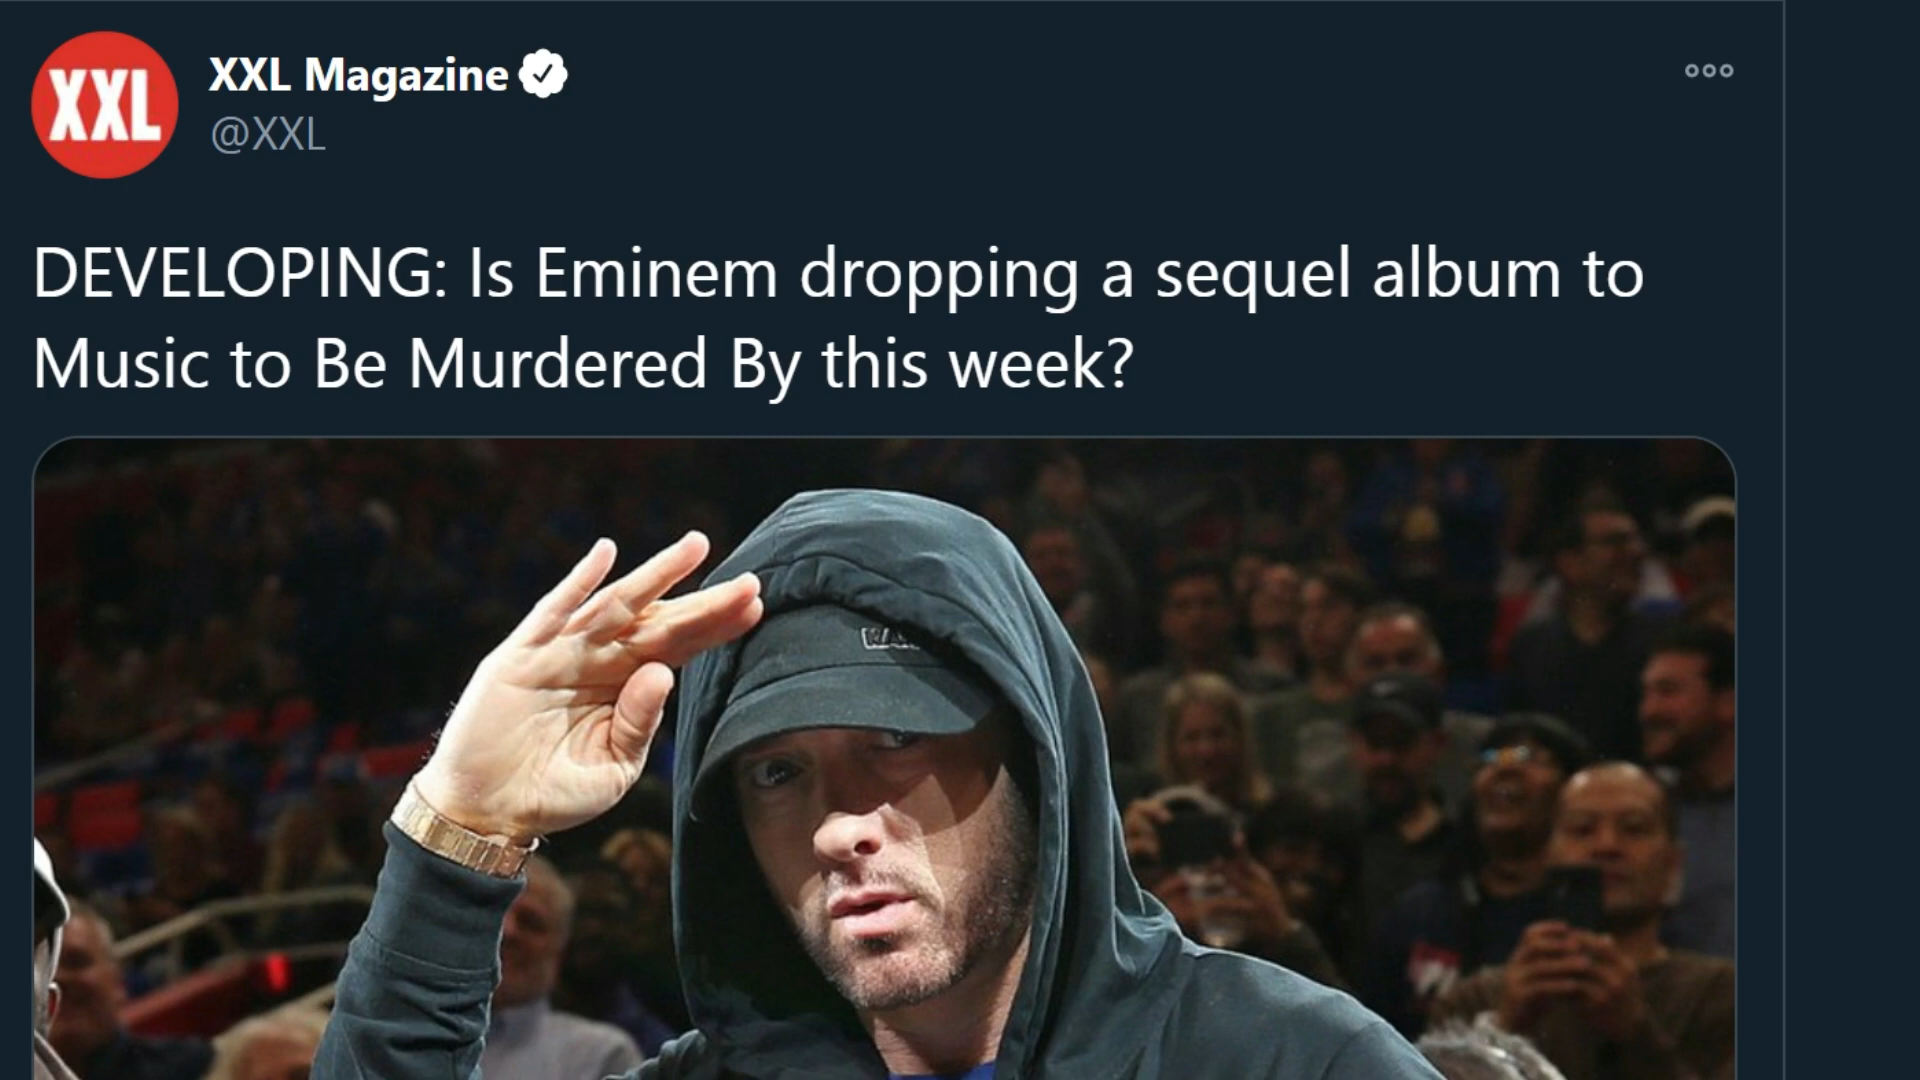 XXL
XXL Magazine
@XXL
DEVELOPING: Is Eminem dropping a sequel album to
Music to Be Murdered By this week?